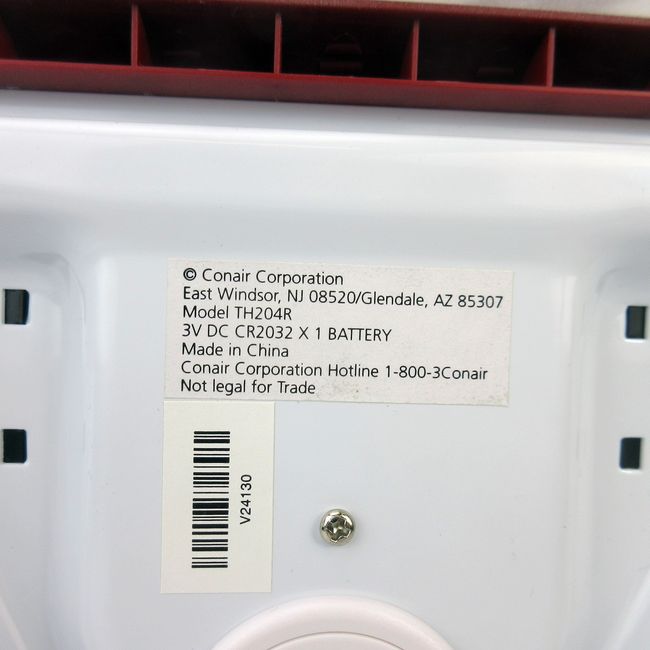 © Conair Corporation
East Windsor, NJ 08520/Glendale, AZ 85307
Model TH204R
3V DC CR2032 X 1 BATTERY
Made in China
Conair Corporation Hotline 1-800-3Conair
Not legal for Trade
V24130